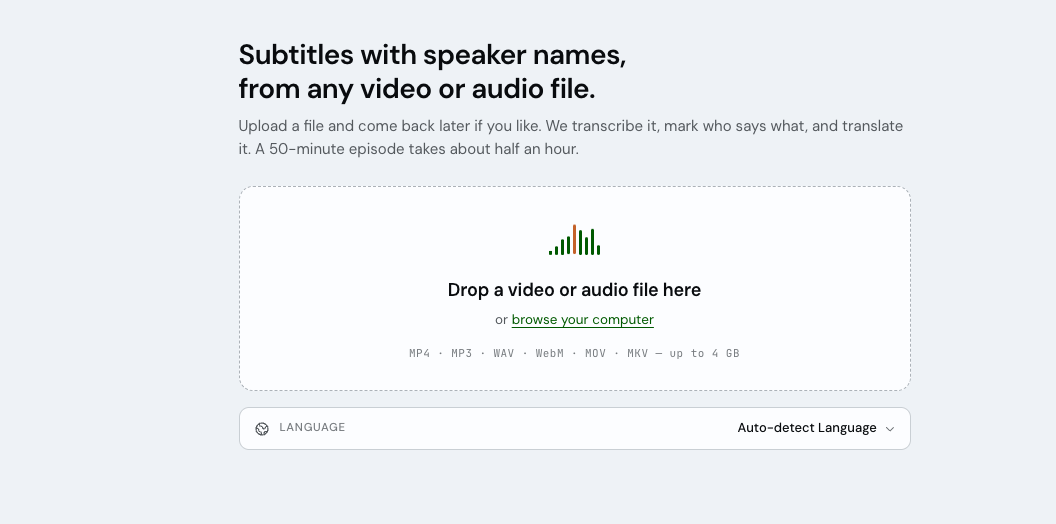 Subtitles with speaker names,
from any video or audio file.
Upload a file and come back later if you like. We transcribe it, mark who says what, and translate
it. A 50-minute episode takes about half an hour.
Drop a video or audio file here
or browse your computer
MP4 · MP3 · WAV · WebM · MOV · MKV — up to 4 GB
LANGUAGE
Auto-detect Language